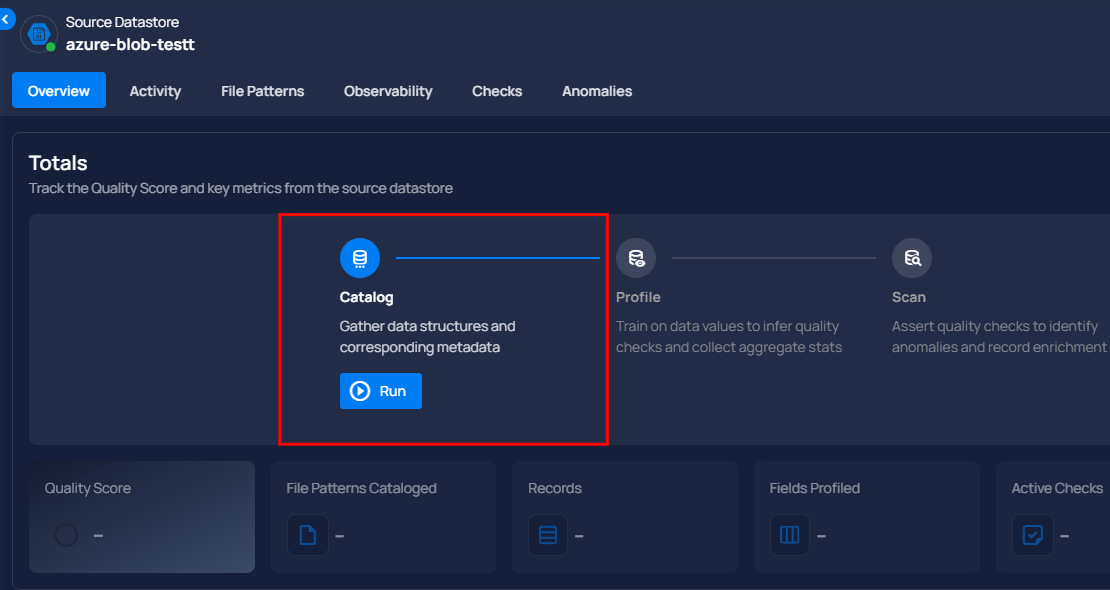 Source Datastore
azure-blob-testt
Overview
Activity
File Patterns
Observability
Checks
Anomalies
Totals
Track the Quality Score and key metrics from the source datastore
Catalog
Gather data structures and
corresponding metadata
Run
Profile
Train on data values to infer quality
checks and collect aggregate stats
Scan
Assert quality checks to identify
anomalies and record enrichment
Quality Score
–
File Patterns Cataloged
–
Records
–
Fields Profiled
–
Active Checks
–